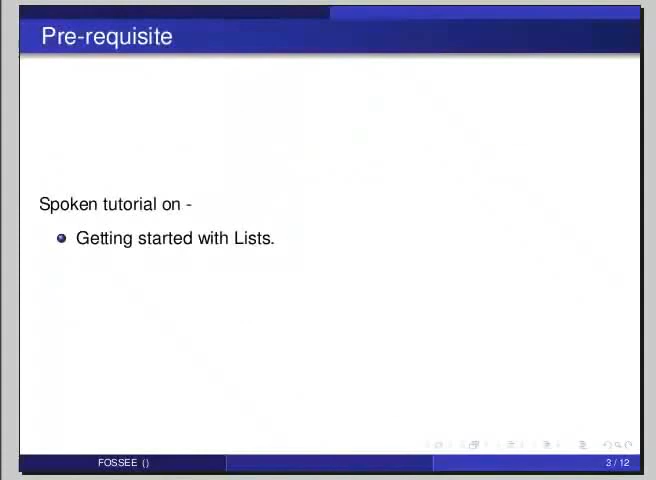 Pre-requisite
Spoken tutorial on -
Getting started with Lists.
FOSSEE ()
3 / 12